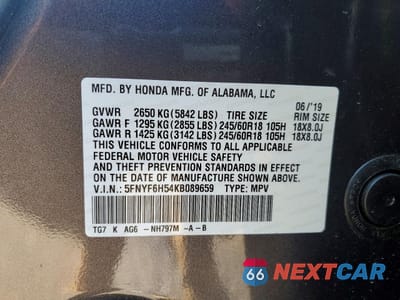 MFD. BY HONDA MFG. OF ALABAMA, LLC
06/'19
GVWR 2650 KG(5842 LBS) TIRE SIZE RIM SIZE
GAWR F 1295 KG(2855 LBS)245/60R18 105H 18X8.0J
GAWR R 1425 KG(3142 LBS)245/60R18 105H 18X8.0J
THIS VEHICLE CONFORMS TO ALL APPLICABLE
FEDERAL MOTOR VEHICLE SAFETY
AND THEFT PREVENTION STANDARDS IN EFFECT ON
THE DATE OF MANUFACTURE SHOWN ABOVE.
V.I.N.: 5FNYF6H54KB089659 TYPE: MPV
TG7 K AG6 -NH797M -A-B
66 NEXTCAR